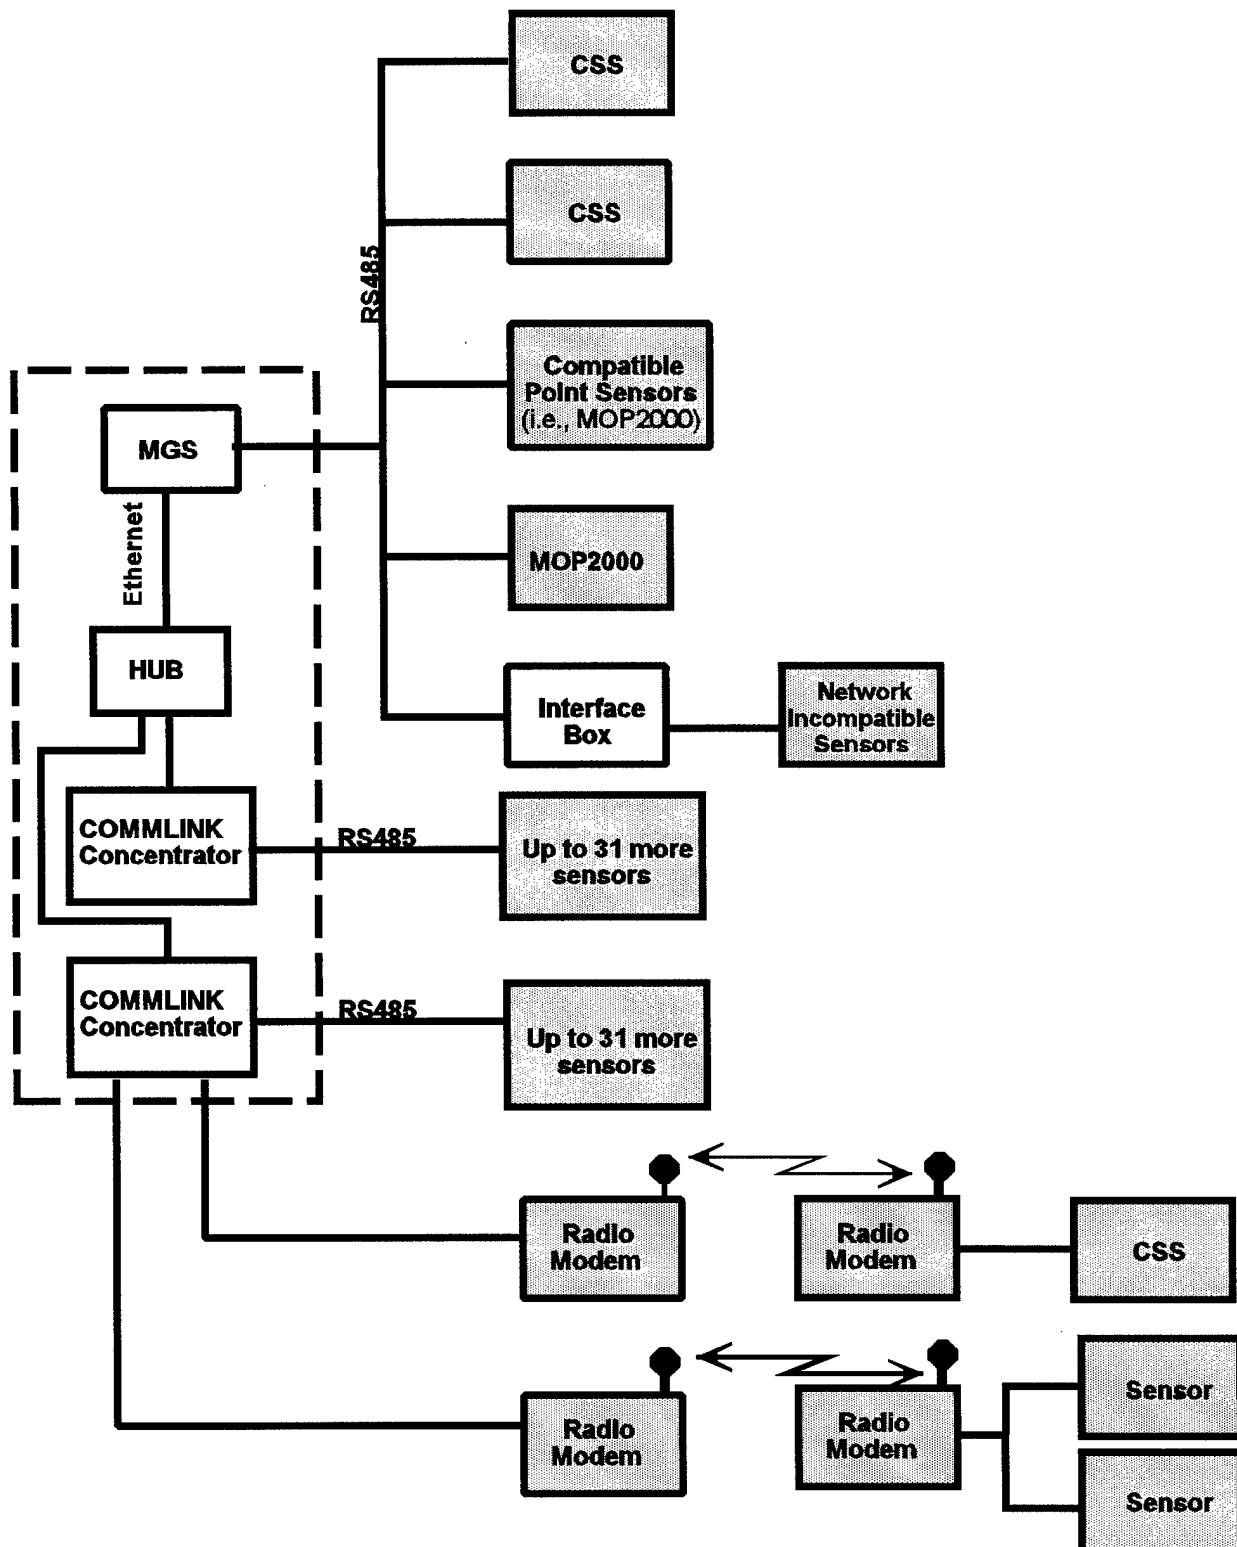 CSS
CSS
RS485
Compatible
Point Sensors
(i.e., MOP2000)
MGS
Ethernet
MOP2000
HUB
Interface
Box
Network
Incompatible
Sensors
COMMLINK
Concentrator
RS485
Up to 31 more
sensors
COMMLINK
Concentrator
RS485
Up to 31 more
sensors
Radio
Modem
Radio
Modem
CSS
Radio
Modem
Radio
Modem
Sensor
Sensor